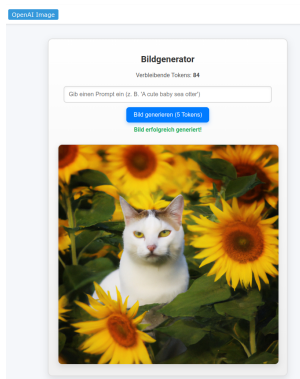 OpenAI Image
Bildgenerator
Verbleibende Tokens: 84
Gib einen Prompt ein (z. B. 'A cute baby sea otter')
Bild generieren (5 Tokens)
Bild erfolgreich generiert!